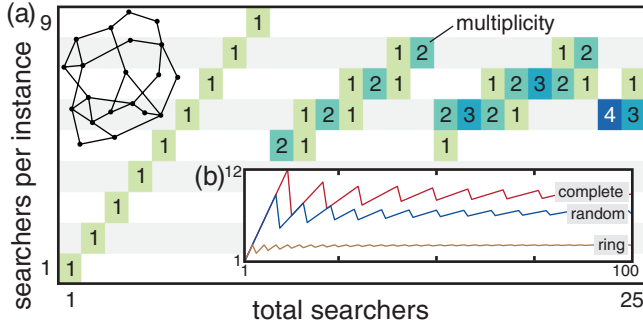 (a)
searchers per instance
9 1
multiplicity
1 1 2 1 2
1 1 2 1 1 2 3 2 1 1
1 1 2 1 2 3 2 1 4 3
1 2 1 1
1
1
1
1 1
1 25
total searchers
(b)
12
complete
random
ring
1
1 100